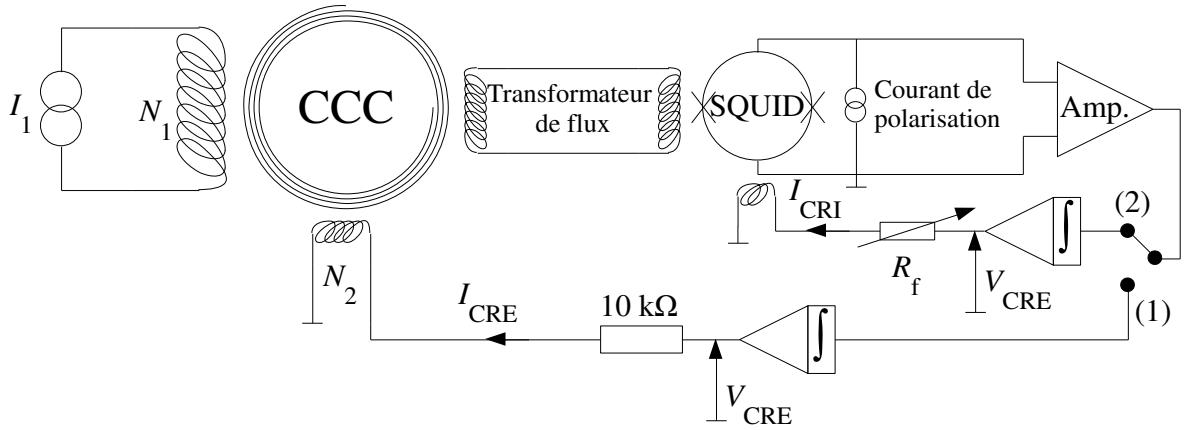 I1
N1
CCC
Transformateur
de flux
SQUID
Courant de
polarisation
Amp.
ICRI
Rf
VCRE
∫
(2)
(1)
N2
ICRE
10 kΩ
VCRE
∫